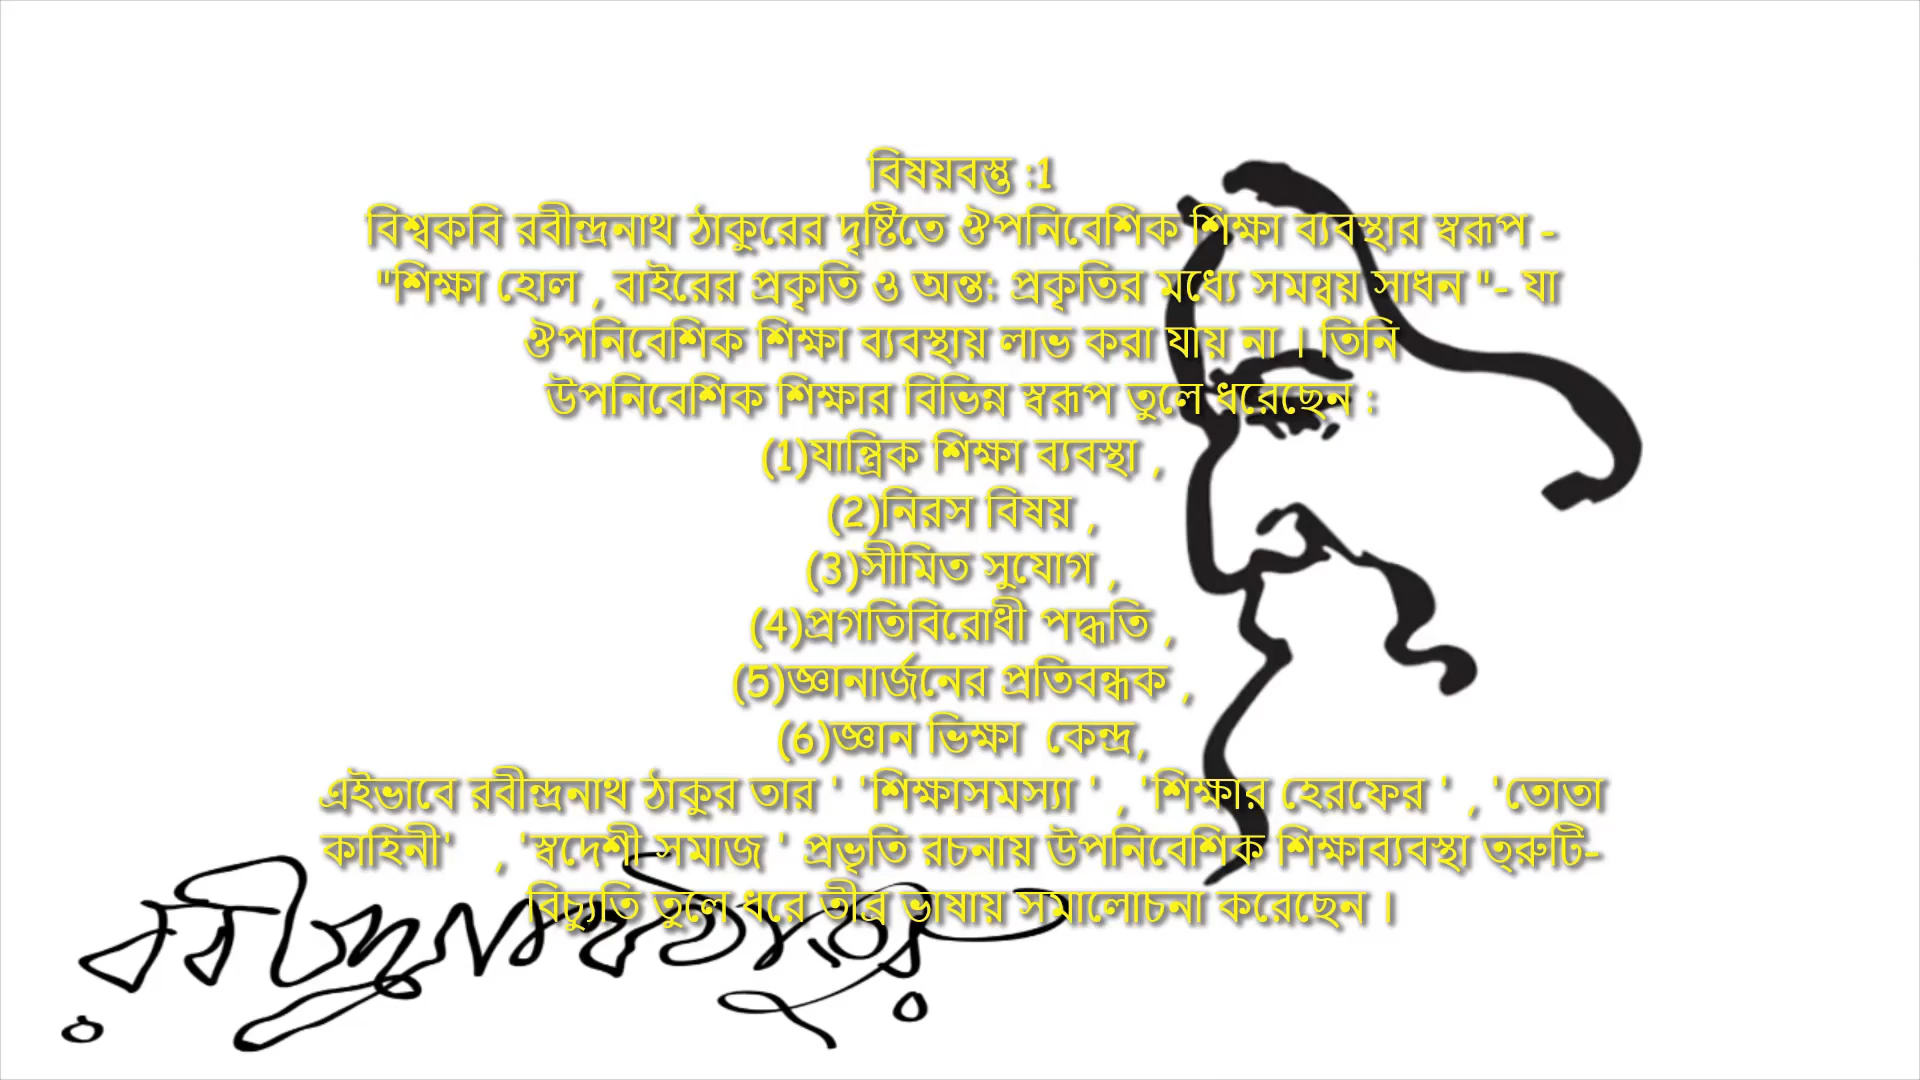 বিষয়বস্তু :1
বিশ্বকবি রবীন্দ্রনাথ ঠাকুরের দৃষ্টিতে ঔপনিবেশিক শিক্ষা ব্যবস্থার স্বরূপ -
"শিক্ষা হোল , বাইরের প্রকৃতি ও অন্ত: প্রকৃতির মধ্যে সমন্বয় সাধন "- যা
ঔপনিবেশিক শিক্ষা ব্যবস্থায় লাভ করা যায় না । তিনি
উপনিবেশিক শিক্ষার বিভিন্ন স্বরূপ তুলে ধরেছেন :
(1)যান্ত্রিক শিক্ষা ব্যবস্থা ,
(2)নিরস বিষয় ,
(3)সীমিত সুযোগ ,
(4)প্রগতিবিরোধী পদ্ধতি ,
(5)জ্ঞানার্জনের প্রতিবন্ধক ,
(6)জ্ঞান ভিক্ষা কেন্দ্র,
এইভাবে রবীন্দ্রনাথ ঠাকুর তার ' 'শিক্ষাসমস্যা ' , 'শিক্ষার হেরফের ' , 'তোতা
কাহিনী' , 'স্বদেশী সমাজ ' প্রভৃতি রচনায় উপনিবেশিক শিক্ষাব্যবস্থা ত্রুটি-
বিচ্যুতি তুলে ধরে তীব্র ভাষায় সমালোচনা করেছেন ।
রবীন্দ্রনাথ ঠাকুর